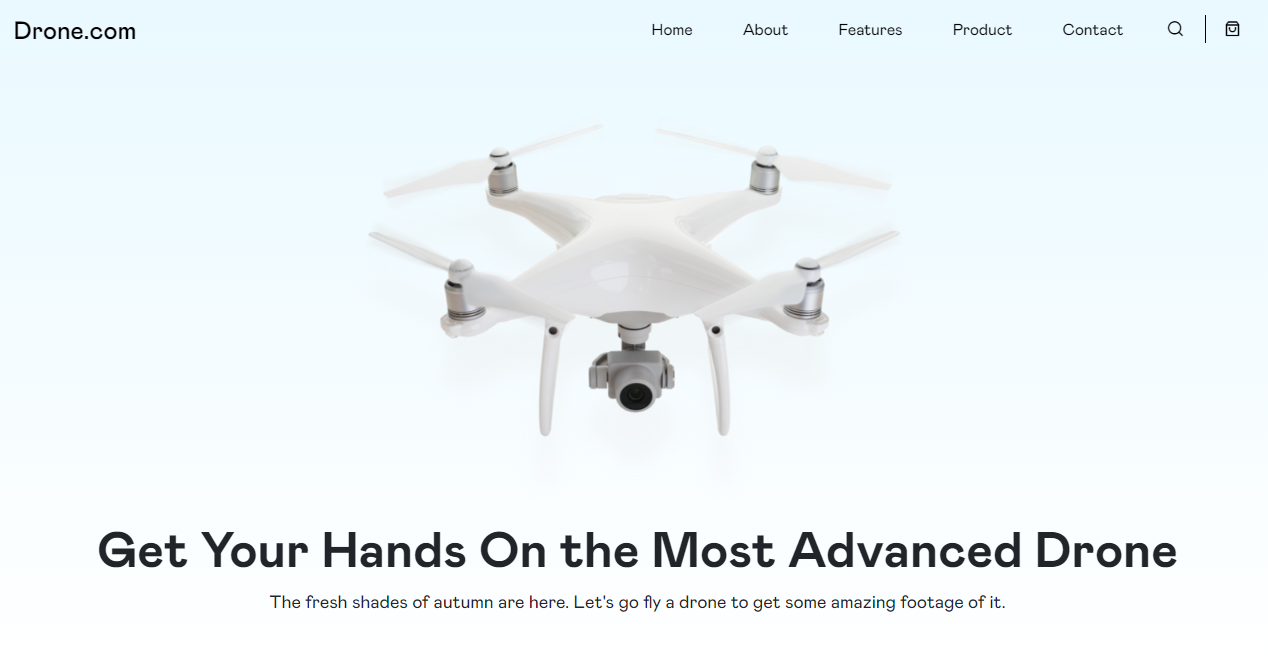 Drone.com
Home About Features Product Contact
Get Your Hands On the Most Advanced Drone
The fresh shades of autumn are here. Let's go fly a drone to get some amazing footage of it.